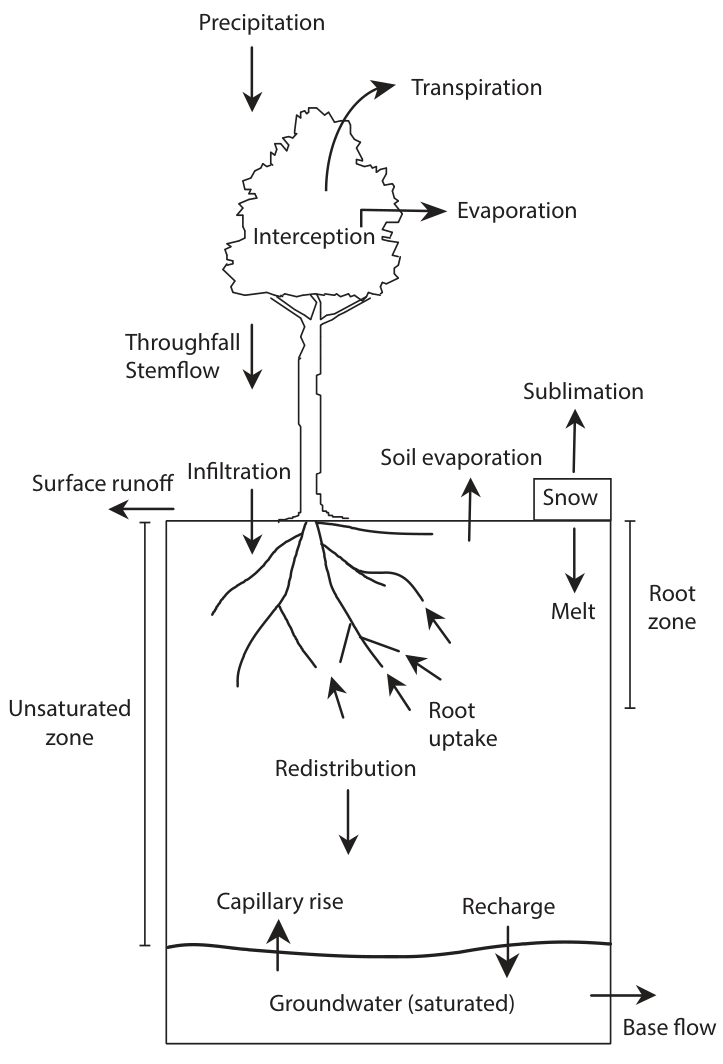 Precipitation
Transpiration
Evaporation
Interception
Throughfall
Stemflow
Sublimation
Soil evaporation
Infiltration
Surface runoff
Snow
Melt
Root
zone
Unsaturated
zone
Root
uptake
Redistribution
Capillary rise
Recharge
Groundwater (saturated)
Base flow